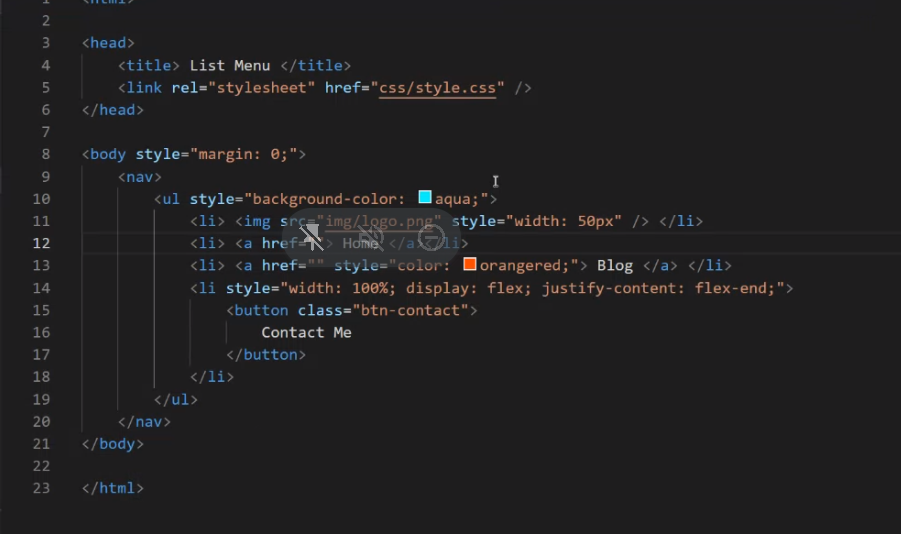 1 <html>
2
3 <head>
4 <title> List Menu </title>
5 <link rel="stylesheet" href="css/style.css" />
6 </head>
7
8 <body style="margin: 0;">
9 <nav>
10 <ul style="background-color: aqua;">
11 <li> <img src="img/logo.png" style="width: 50px" /> </li>
12 <li> <a href=""> Home </a> </li>
13 <li> <a href="" style="color: orangered;"> Blog </a> </li>
14 <li style="width: 100%; display: flex; justify-content: flex-end;">
15 <button class="btn-contact">
16 Contact Me
17 </button>
18 </li>
19 </ul>
20 </nav>
21 </body>
22
23 </html>